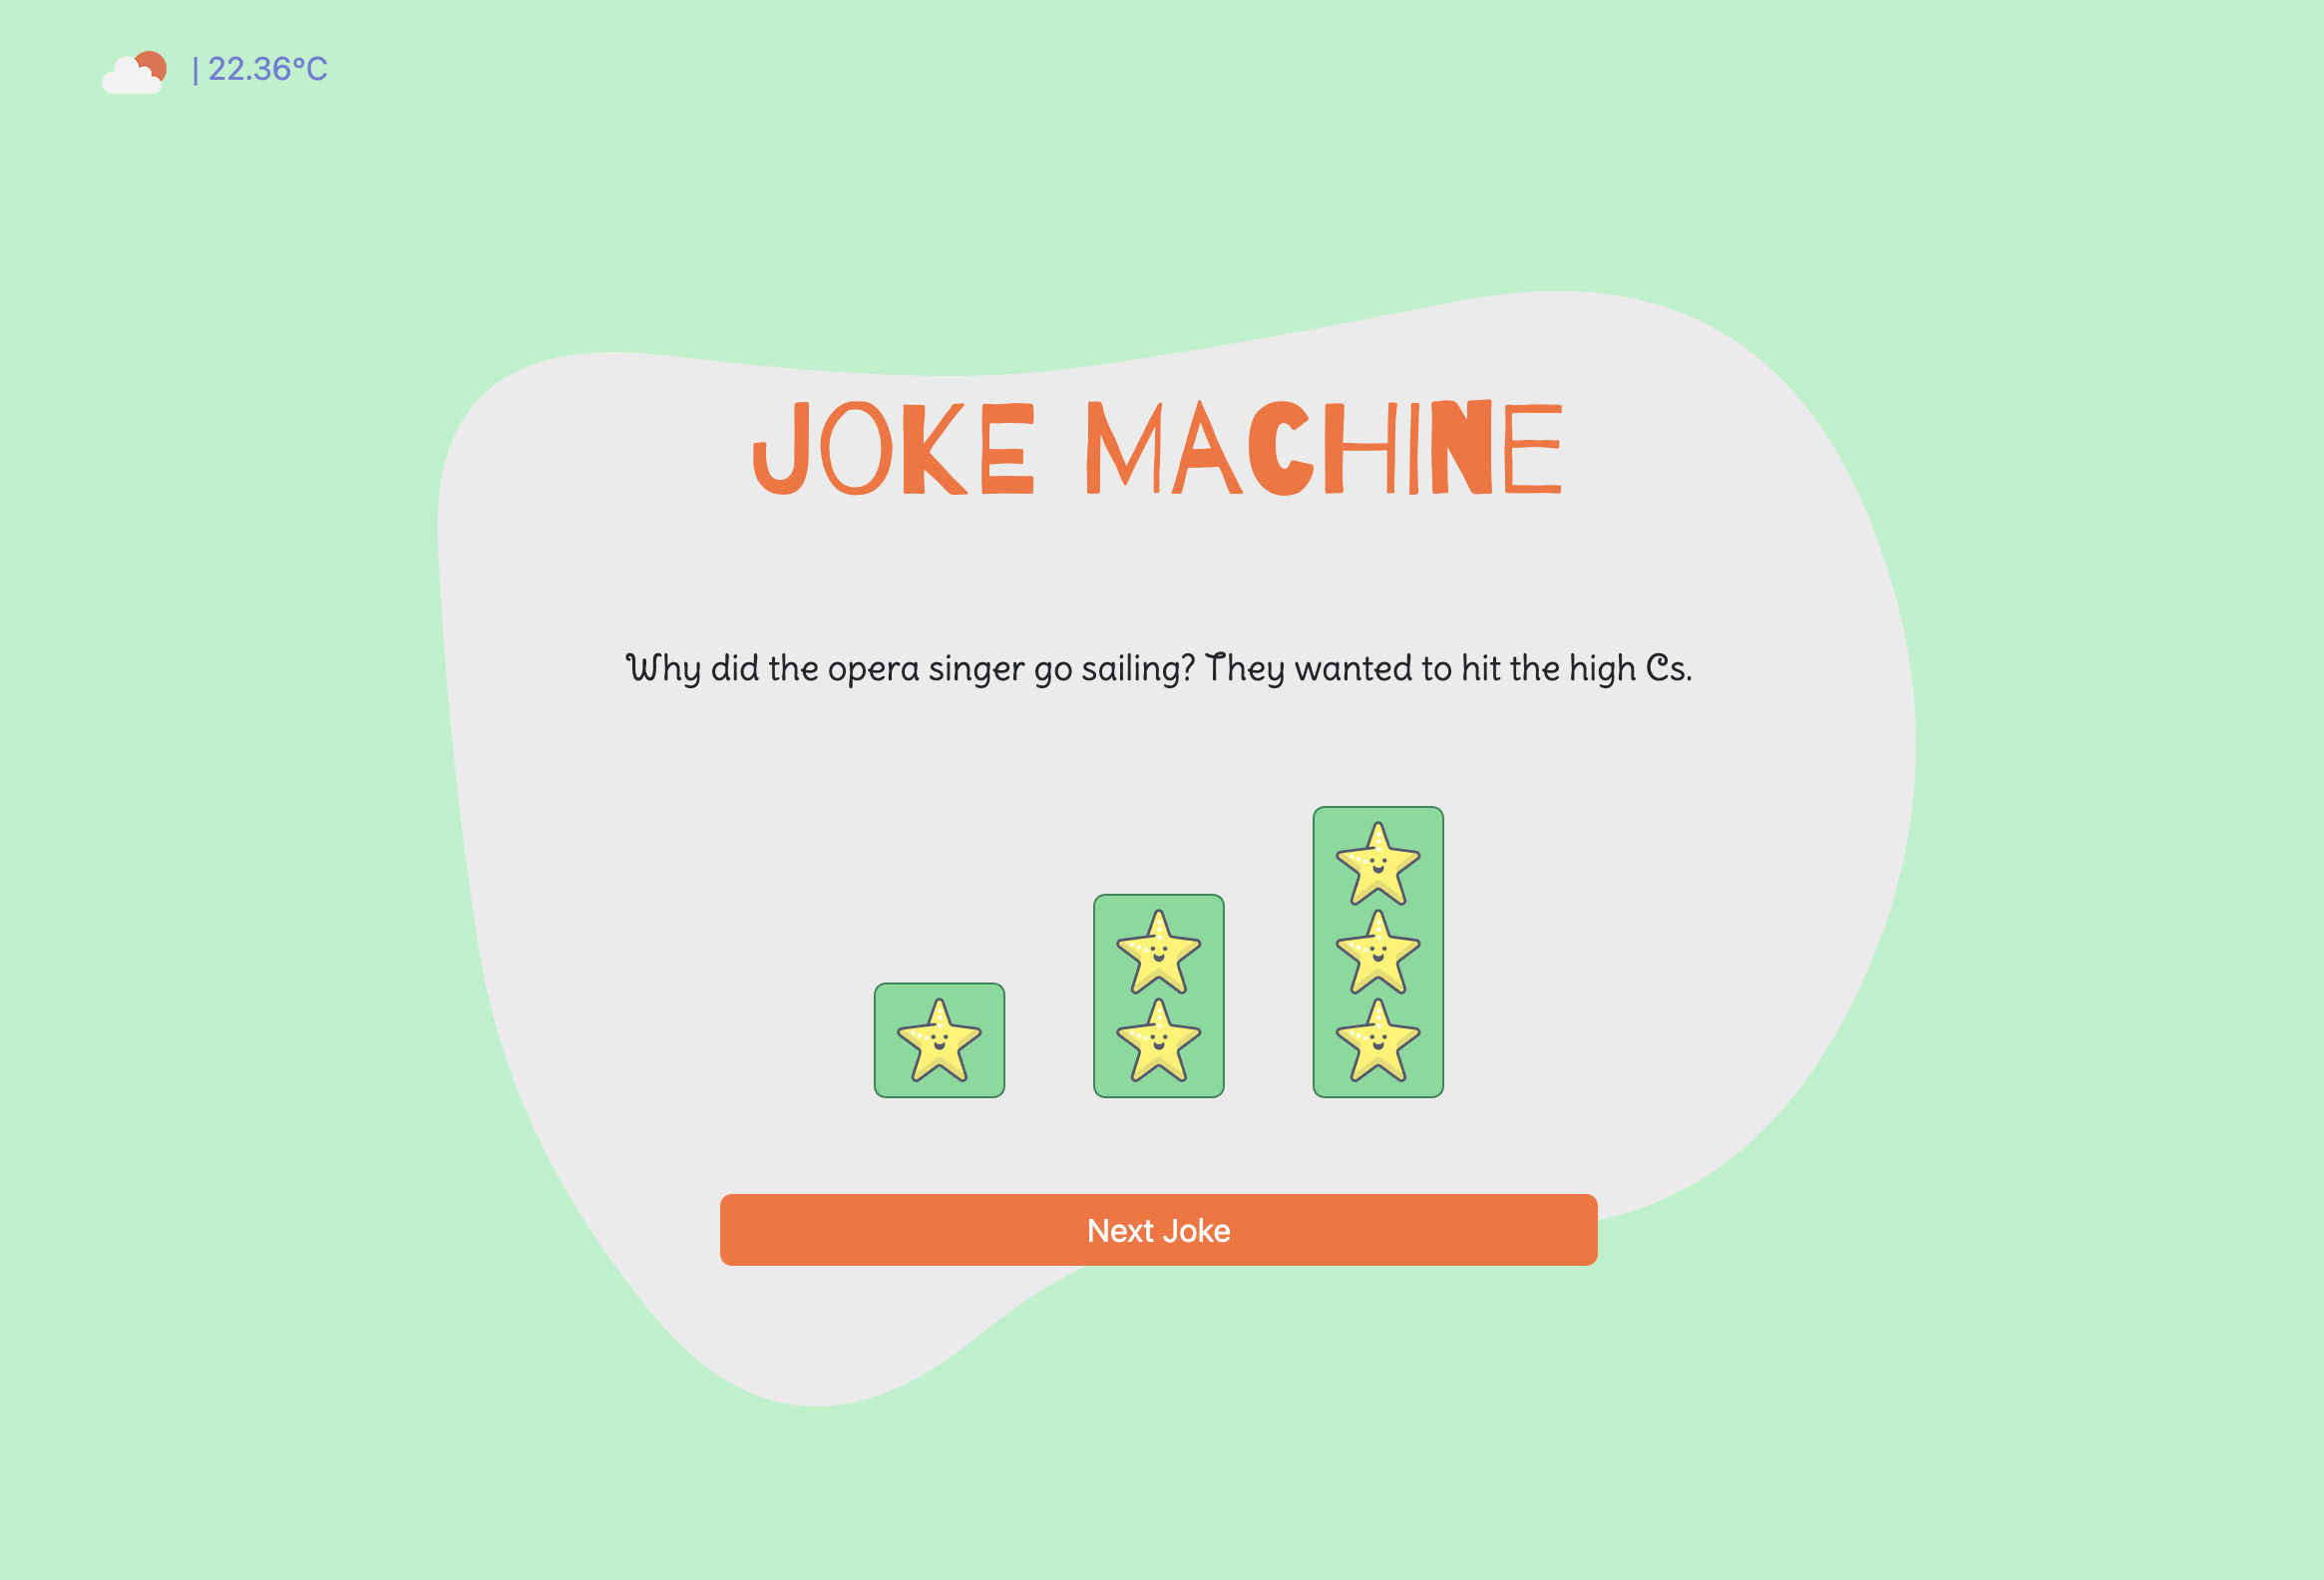 | 22.36°C
JOKE MACHINE
Why did the opera singer go sailing? They wanted to hit the high Cs.
Next Joke